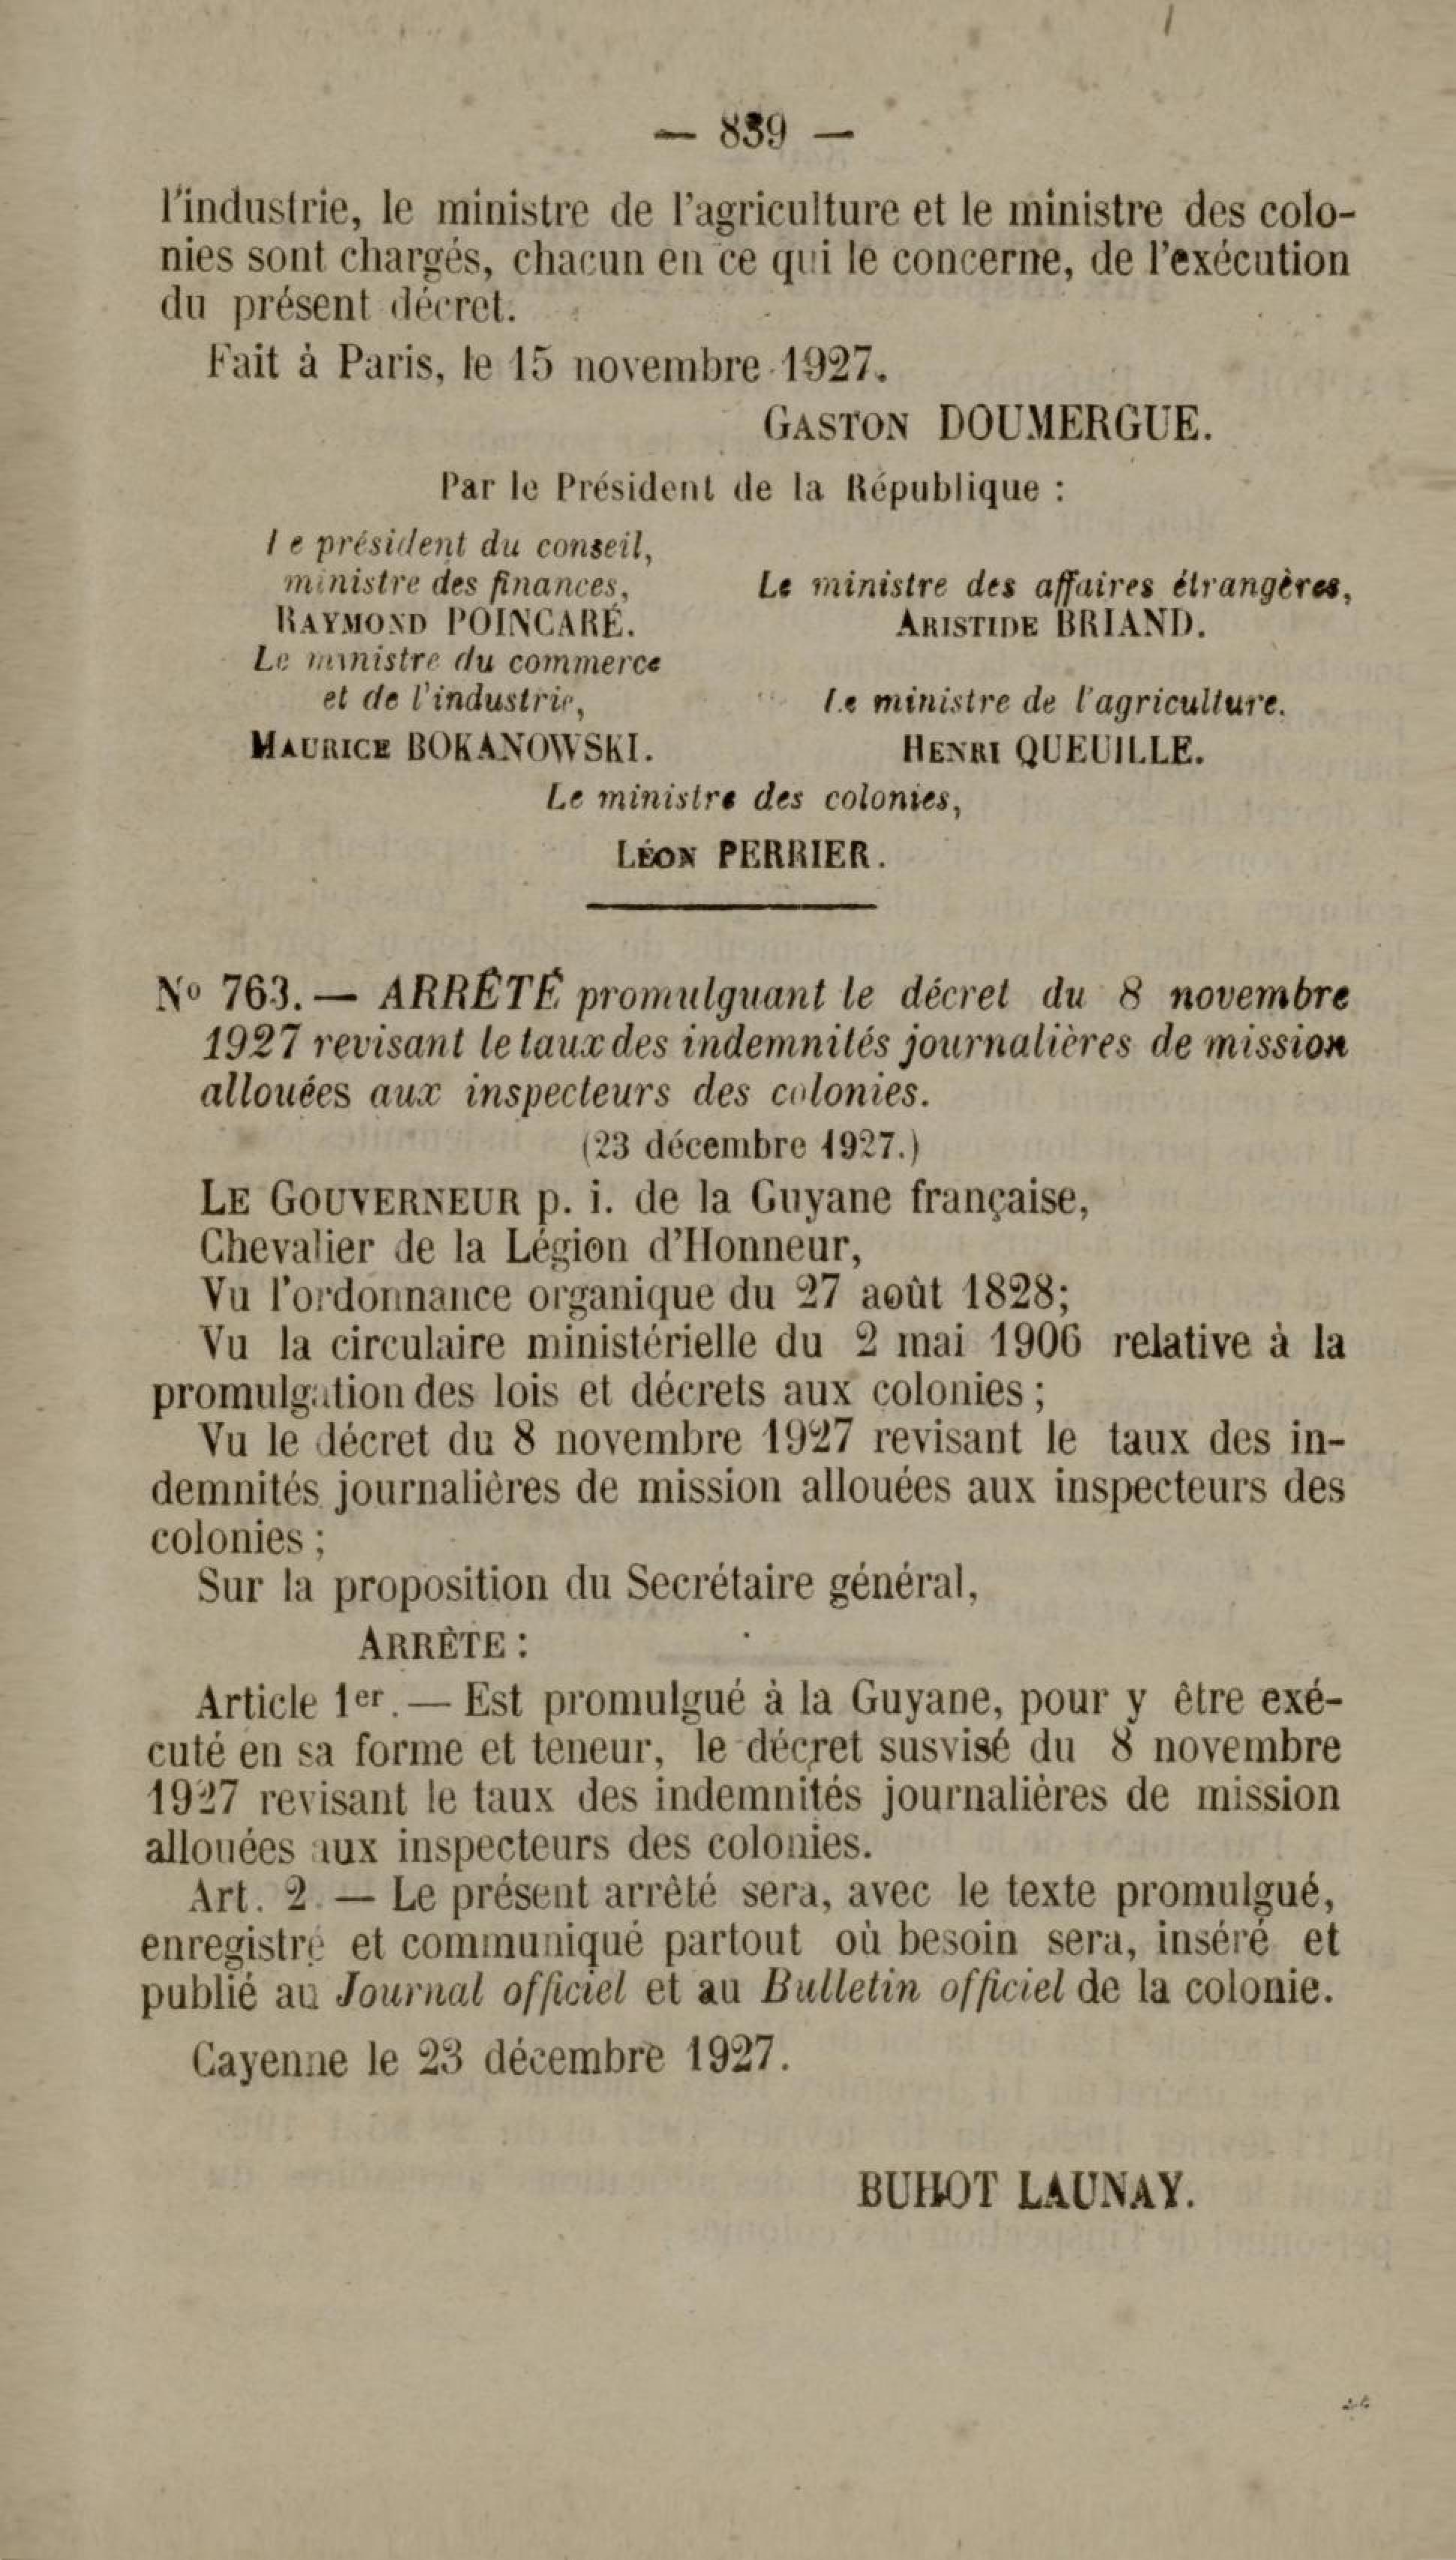 — 839 —
l'industrie, le ministre de l'agriculture et le ministre des colo-
nies sont chargés, chacun en ce qui le concerne, de l'exécution
du présent décret.
Fait à Paris, le 15 novembre 1927.
GASTON DOUMERGUE.
Par le Président de la République :
Le président du conseil,
ministre des finances,
RAYMOND POINCARÉ.
Le ministre des affaires étrangères,
ARISTIDE BRIAND.
Le ministre du commerce
et de l'industrie,
MAURICE BOKANOWSKI.
Le ministre de l'agriculture.
HENRI QUEUILLE.
Le ministre des colonies,
LÉON PERRIER.
Nº 763. — ARRÊTÉ promulguant le décret du 8 novembre
1927 revisant le taux des indemnités journalières de mission
allouées aux inspecteurs des colonies.
(23 décembre 1927.)
LE GOUVERNEUR p. i. de la Guyane française,
Chevalier de la Légion d'Honneur,
Vu l'ordonnance organique du 27 août 1828;
Vu la circulaire ministérielle du 2 mai 1906 relative à la
promulgation des lois et décrets aux colonies ;
Vu le décret du 8 novembre 1927 revisant le taux des in-
demnités journalières de mission allouées aux inspecteurs des
colonies ;
Sur la proposition du Secrétaire général,
ARRÊTE :
Article 1er. — Est promulgué à la Guyane, pour y être exé-
cuté en sa forme et teneur, le décret susvisé du 8 novembre
1927 revisant le taux des indemnités journalières de mission
allouées aux inspecteurs des colonies.
Art. 2. — Le présent arrêté sera, avec le texte promulgué,
enregistré et communiqué partout où besoin sera, inséré et
publié au Journal officiel et au Bulletin officiel de la colonie.
Cayenne le 23 décembre 1927.
BUHOT LAUNAY.